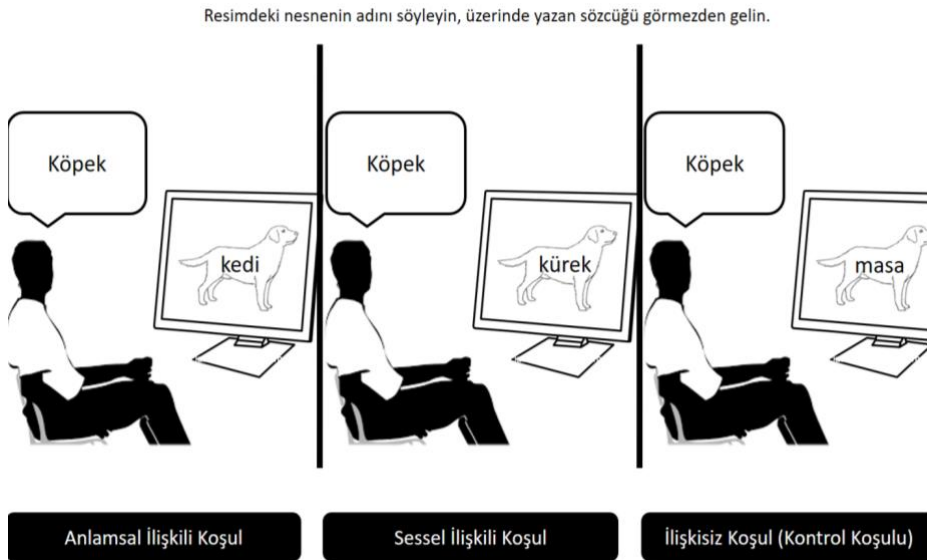 Resimdeki nesnenin adını söyleyin, üzerinde yazan sözcüğü görmezden gelin.
Köpek
kedi
Anlamsal İlişkili Koşul
Köpek
kürek
Sessel İlişkili Koşul
Köpek
masa
İlişkisiz Koşul (Kontrol Koşulu)